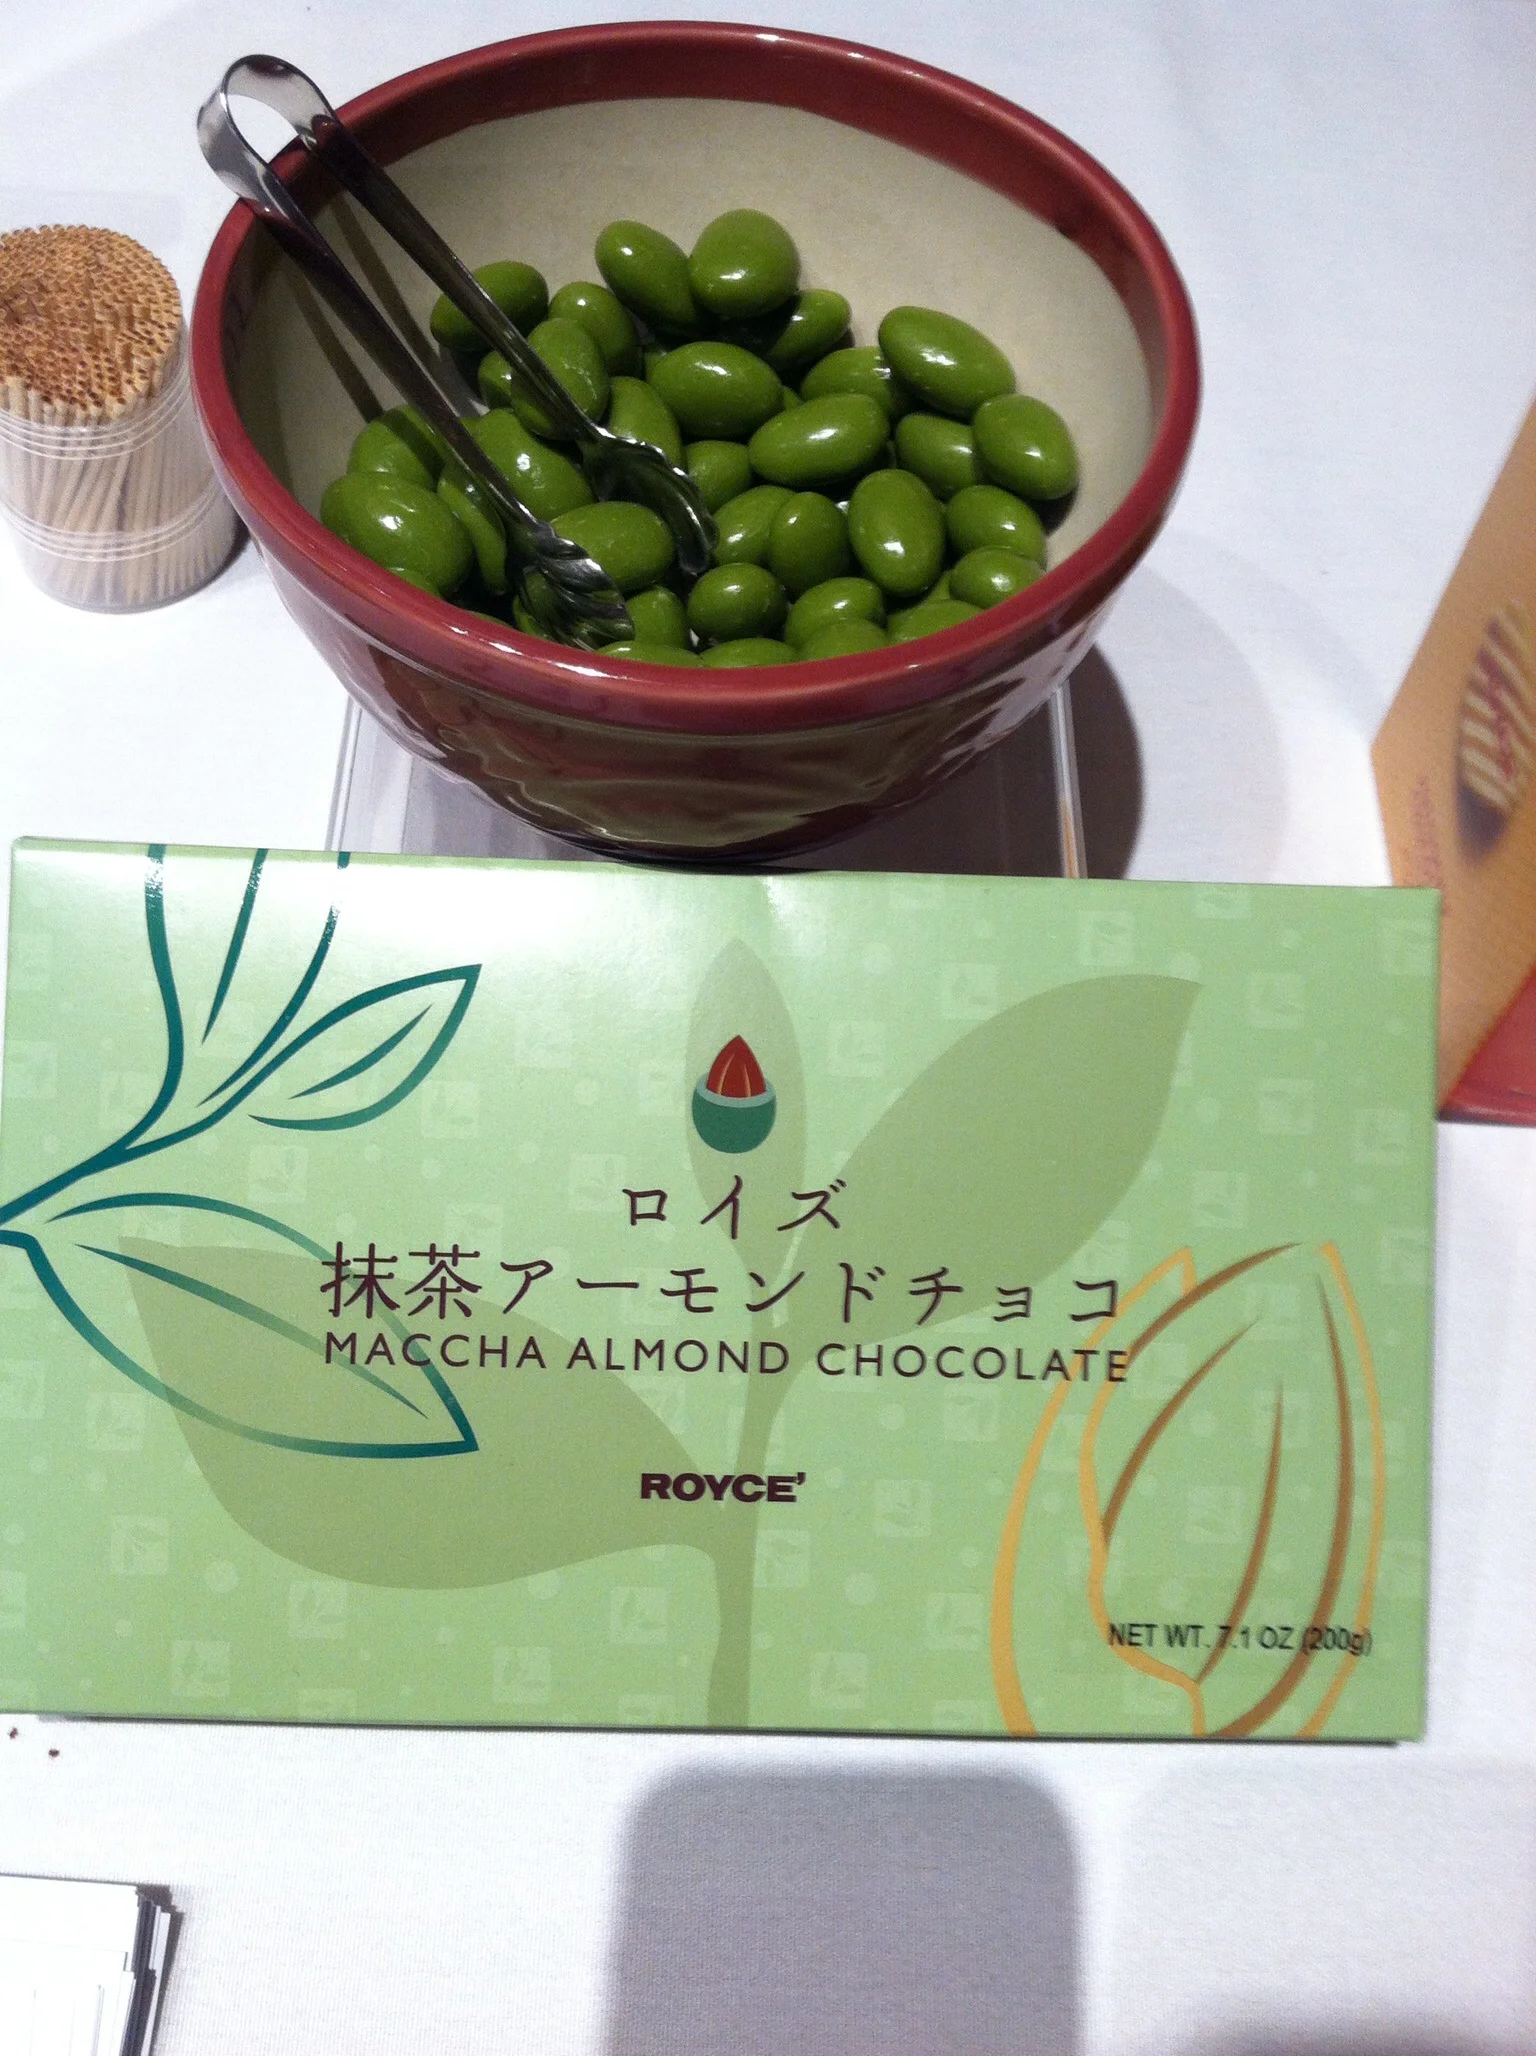 ロイズ
抹茶アーモンドチョコ
MACCHA ALMOND CHOCOLATE
ROYCE'
NET WT. 7.1 OZ (200g)